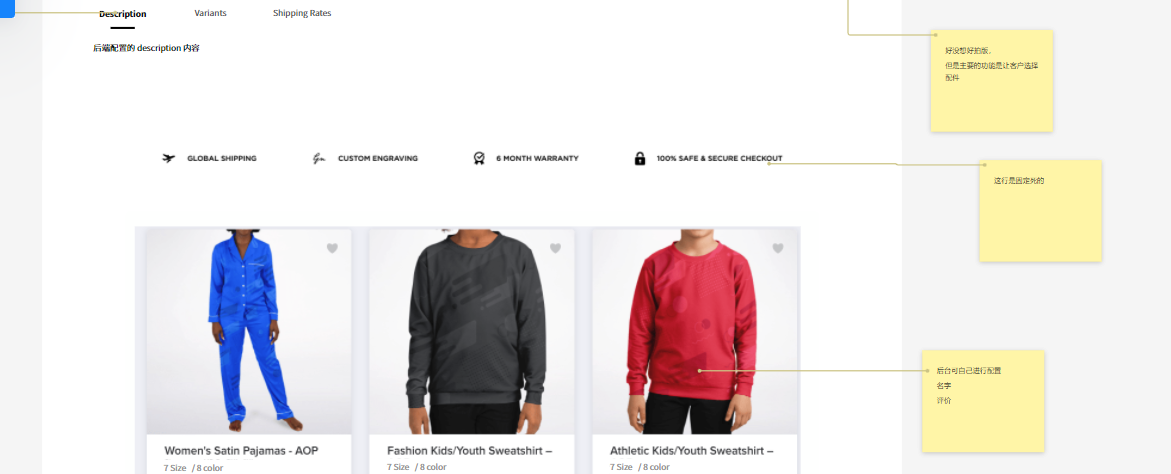 Description
Variants
Shipping Rates
后端配置的 description 内容
好没想好拍版,
但是主要的功能是让客户选择
配件
GLOBAL SHIPPING
CUSTOM ENGRAVING
6 MONTH WARRANTY
100% SAFE & SECURE CHECKOUT
这行是固定死的
Women's Satin Pajamas - AOP
7 Size / 8 color
Fashion Kids/Youth Sweatshirt –
7 Size / 8 color
Athletic Kids/Youth Sweatshirt –
7 Size / 8 color
后台可自己进行配置
名字
评价